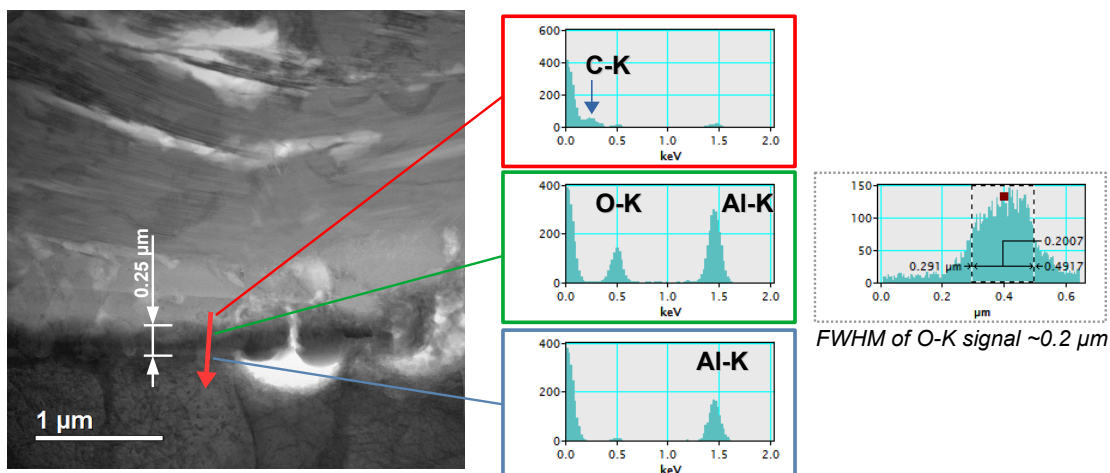 0.25 µm
1 µm
600
400
200
0
C-K
0.0 0.5 1.0 1.5 2.0
keV
400
200
0
O-K Al-K
0.0 0.5 1.0 1.5 2.0
keV
400
200
0
Al-K
0.0 0.5 1.0 1.5 2.0
keV
150
100
50
0
0.2007
0.291 µm 0.4917
0.0 0.2 0.4 0.6
µm
FWHM of O-K signal ~0.2 µm